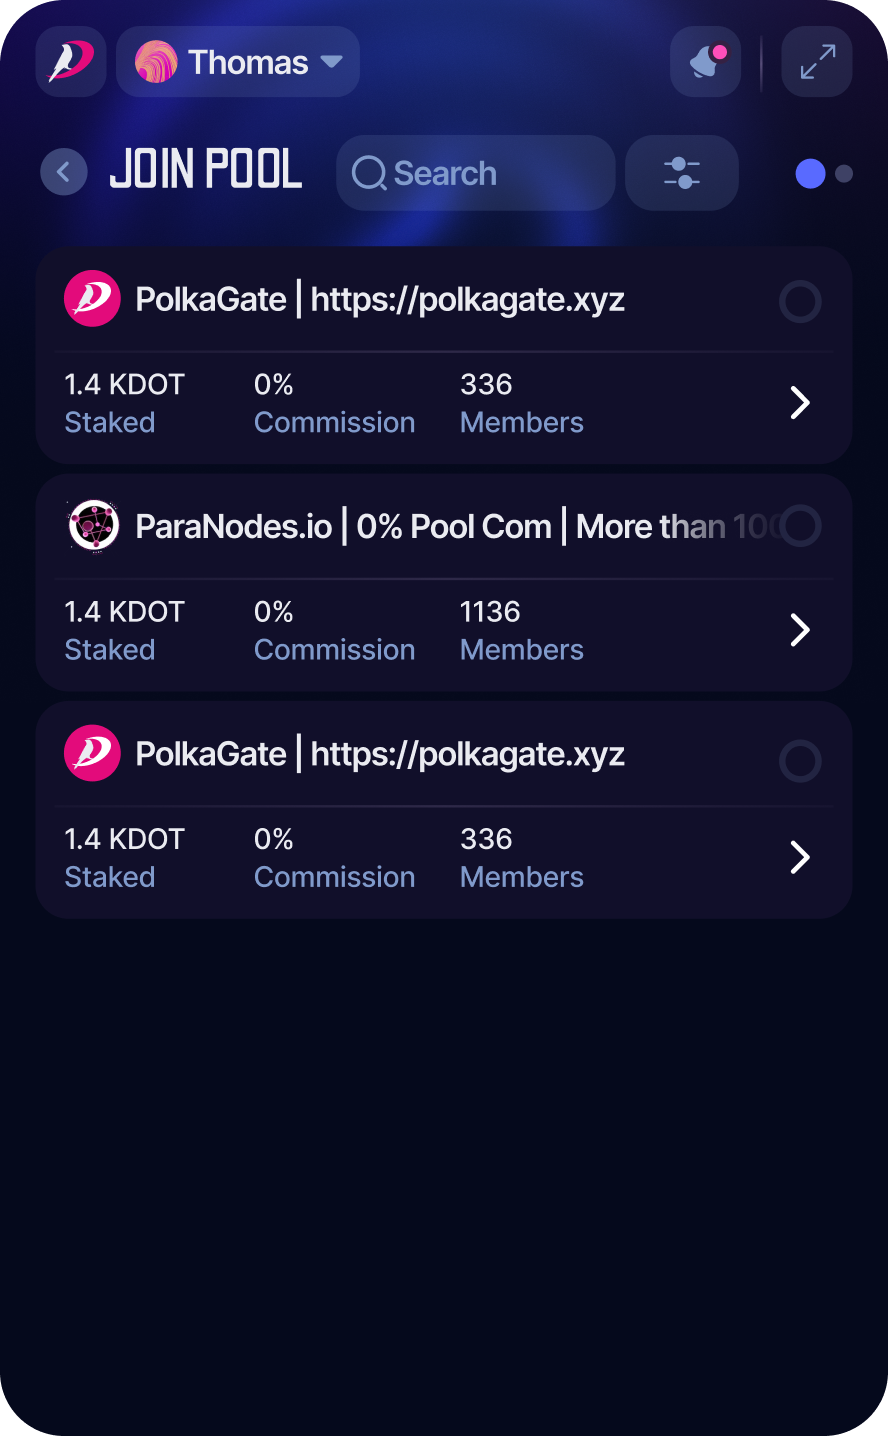 Thomas
JOIN POOL
Search
PolkaGate | https://polkagate.xyz
1.4 KDOT 0% 336
Staked Commission Members
ParaNodes.io | 0% Pool Com | More than 100
1.4 KDOT 0% 1136
Staked Commission Members
PolkaGate | https://polkagate.xyz
1.4 KDOT 0% 336
Staked Commission Members